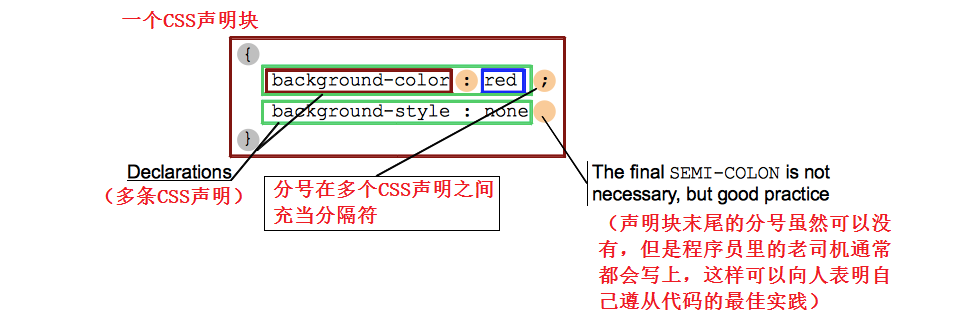 一个CSS声明块
{
background-color : red ;
background-style : none
}
Declarations
（多条CSS声明）
分号在多个CSS声明之间
充当分隔符
The final SEMI-COLON is not
necessary, but good practice
（声明块末尾的分号虽然可以没
有，但是程序员里的老司机通常
都会写上，这样可以向人表明自
己遵从代码的最佳实践）